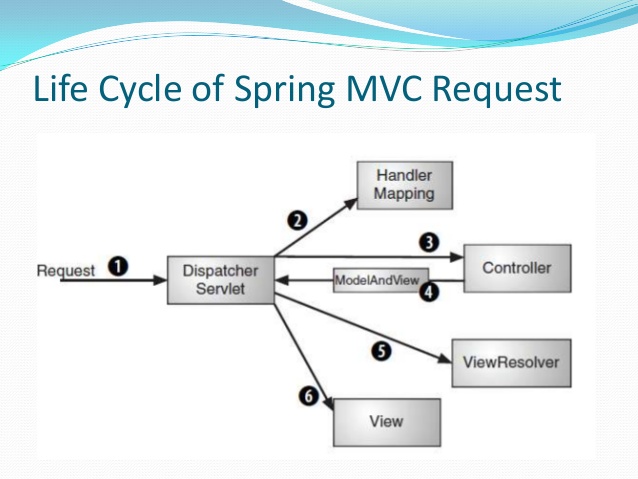 Life Cycle of Spring MVC Request
Handler
Mapping
2
3
Request 1
Dispatcher
Servlet
ModelAndView
4
Controller
5
ViewResolver
6
View